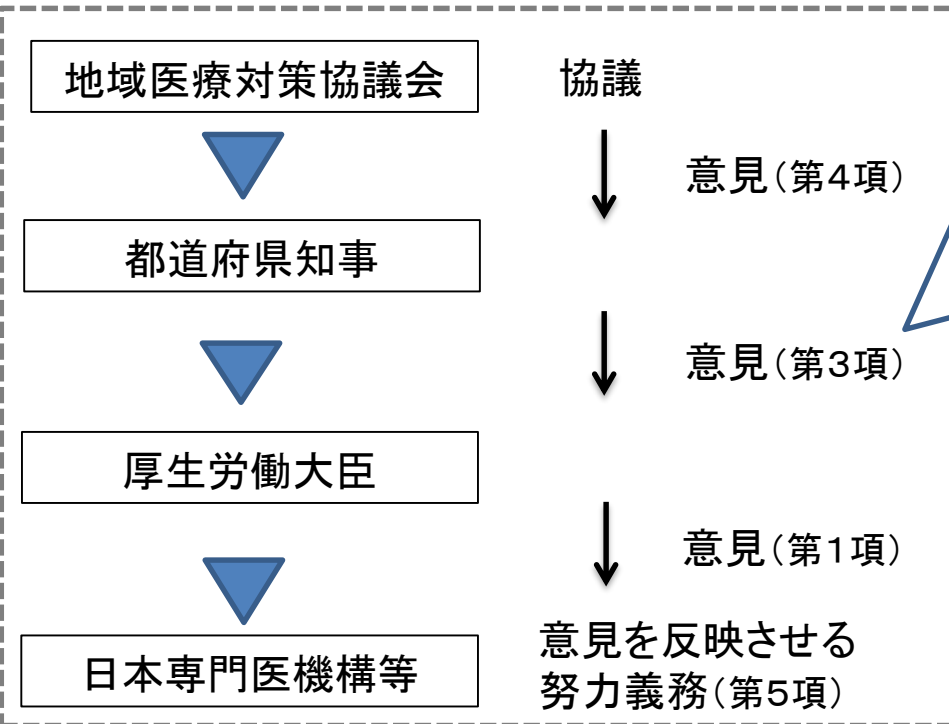 地域医療対策協議会
協議
意見(第4項)
都道府県知事
意見(第3項)
厚生労働大臣
意見(第1項)
日本専門医機構等
意見を反映させる
努力義務(第5項)